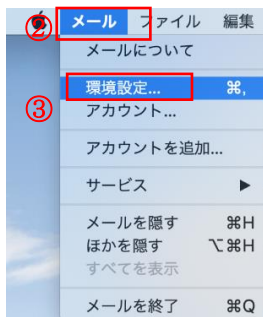 ② メール ファイル 編集
メールについて
環境設定... ⌘,
③ アカウント...
アカウントを追加...
サービス ▶
メールを隠す ⌘H
ほかを隠す ⌥⌘H
すべてを表示
メールを終了 ⌘Q